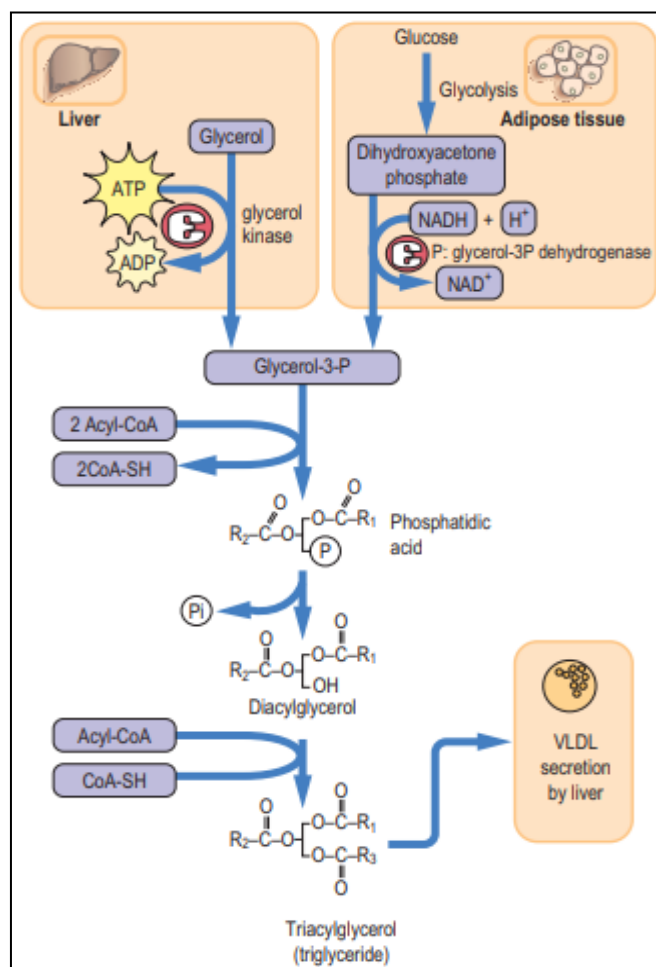 Liver
Glycerol
ATP
glycerol
kinase
ADP
Glucose
Glycolysis
Adipose tissue
Dihydroxyacetone
phosphate
NADH + H⁺
P: glycerol-3P dehydrogenase
NAD⁺
Glycerol-3-P
2 Acyl-CoA
2CoA-SH
O O
R₂–C–O O–C–R₁
P
Phosphatidic
acid
Pi
O O
R₂–C–O O–C–R₁
OH
Diacylglycerol
Acyl-CoA
CoA-SH
O O
R₂–C–O O–C–R₁
O–C–R₃
O
Triacylglycerol
(triglyceride)
VLDL
secretion
by liver